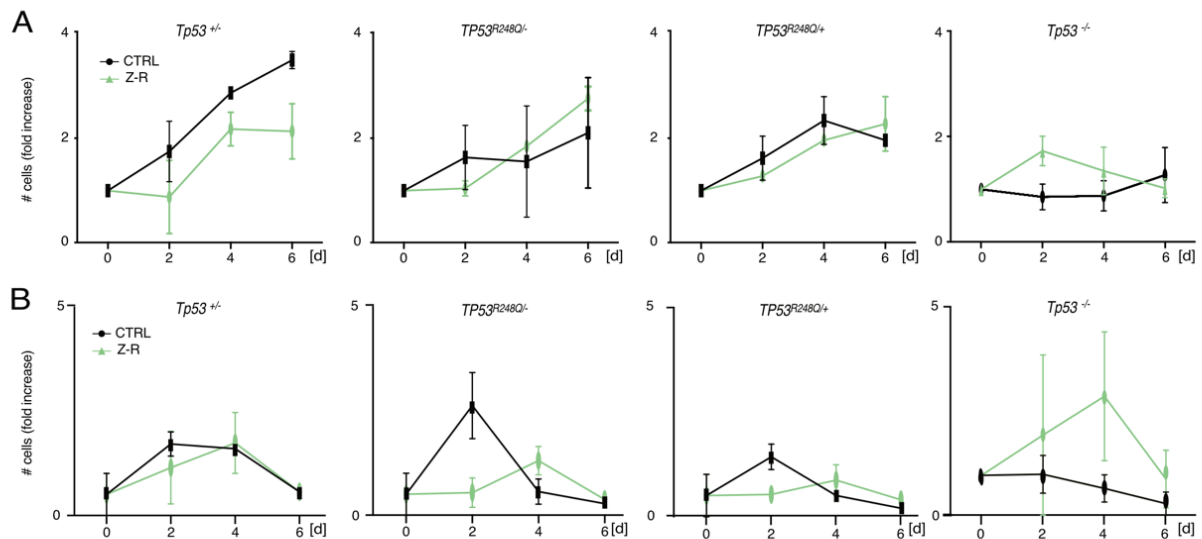 A
Tp53 +/-
TP53R248Q/-
TP53R248Q/+
Tp53 -/-
# cells (fold increase)
4
2
0
CTRL
Z-R
0 2 4 6 [d]
4
2
0
0 2 4 6 [d]
4
2
0
0 2 4 6 [d]
4
2
0
0 2 4 6 [d]
B
Tp53 +/-
TP53R248Q/-
TP53R248Q/+
Tp53 -/-
# cells (fold increase)
5
0
CTRL
Z-R
0 2 4 6 [d]
5
0
0 2 4 6 [d]
5
0
0 2 4 6 [d]
5
0
0 2 4 6 [d]